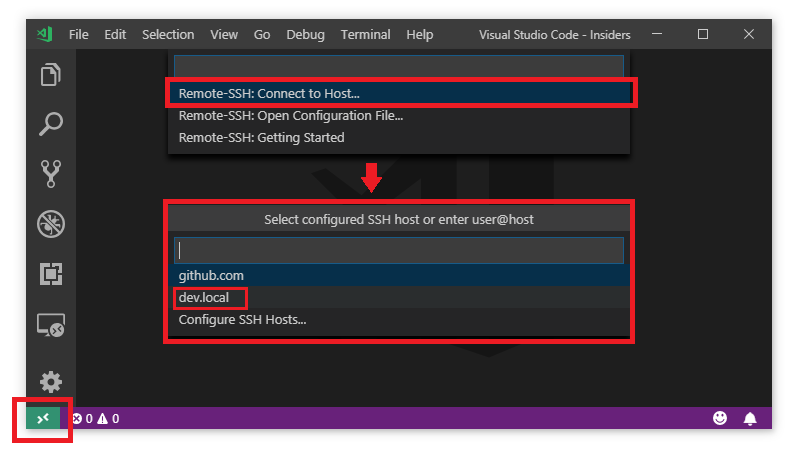 File Edit Selection View Go Debug Terminal Help Visual Studio Code - Insiders
Remote-SSH: Connect to Host...
Remote-SSH: Open Configuration File...
Remote-SSH: Getting Started
Select configured SSH host or enter user@host
github.com
dev.local
Configure SSH Hosts...
0 0